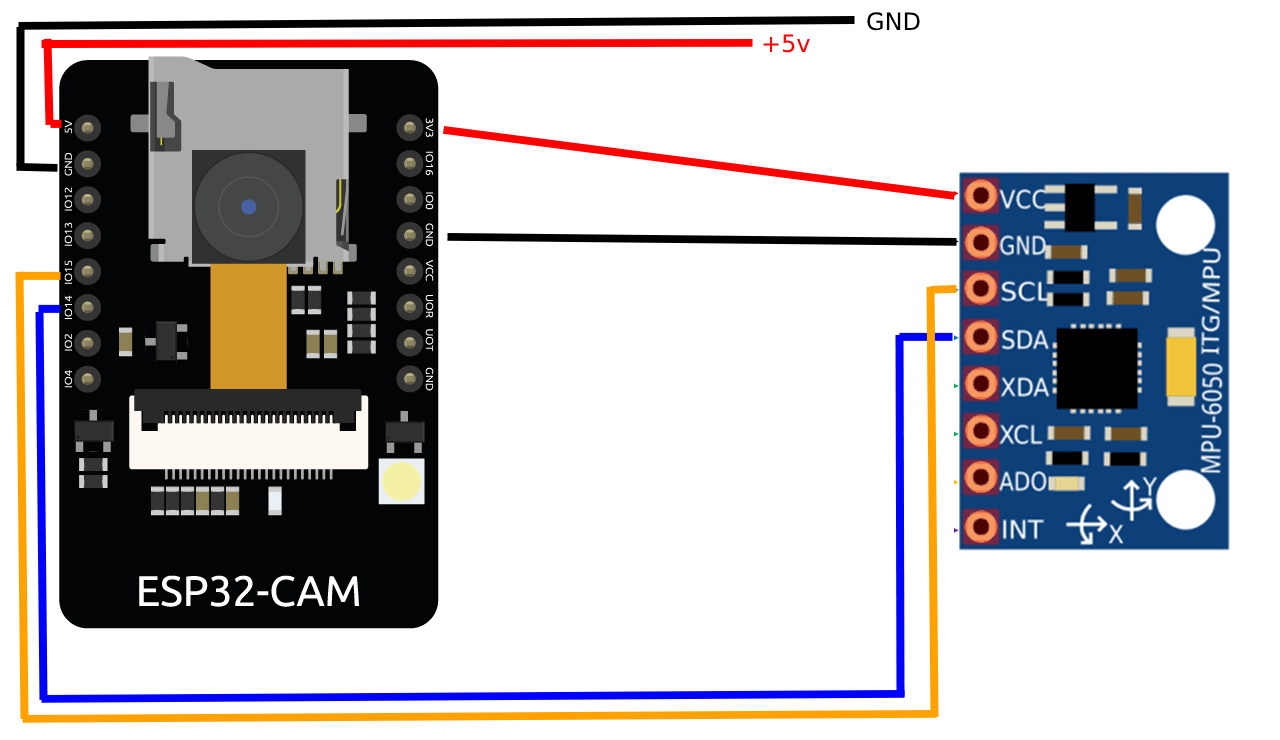 GND
+5v
5V
GND
IO12
IO13
IO15
IO14
IO2
IO4
3V3
IO16
IO0
GND
VCC
UOR
UOT
GND
ESP32-CAM
VCC
GND
SCL
SDA
XDA
XCL
ADO
INT
MPU-6050 ITG/MPU
Y
X